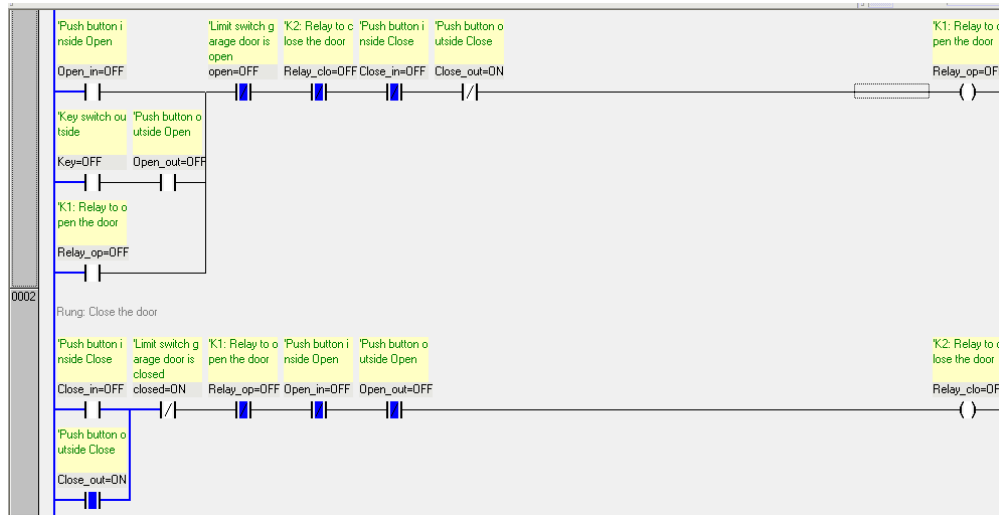 'Push button i
nside Open
'Limit switch g
arage door is
open
'K2: Relay to c
lose the door
'Push button i
nside Close
'Push button o
utside Close
'K1: Relay to o
pen the door
Open_in=OFF
open=OFF
Relay_clo=OFF
Close_in=OFF
Close_out=ON
Relay_op=OF
'Key switch ou
tside
'Push button o
utside Open
Key=OFF
Open_out=OFF
'K1: Relay to o
pen the door
Relay_op=OFF
0002
Rung: Close the door
'Push button i
nside Close
'Limit switch g
arage door is
closed
'K1: Relay to o
pen the door
'Push button i
nside Open
'Push button o
utside Open
'K2: Relay to c
lose the door
Close_in=OFF
closed=ON
Relay_op=OFF
Open_in=OFF
Open_out=OFF
Relay_clo=OF
'Push button o
utside Close
Close_out=ON